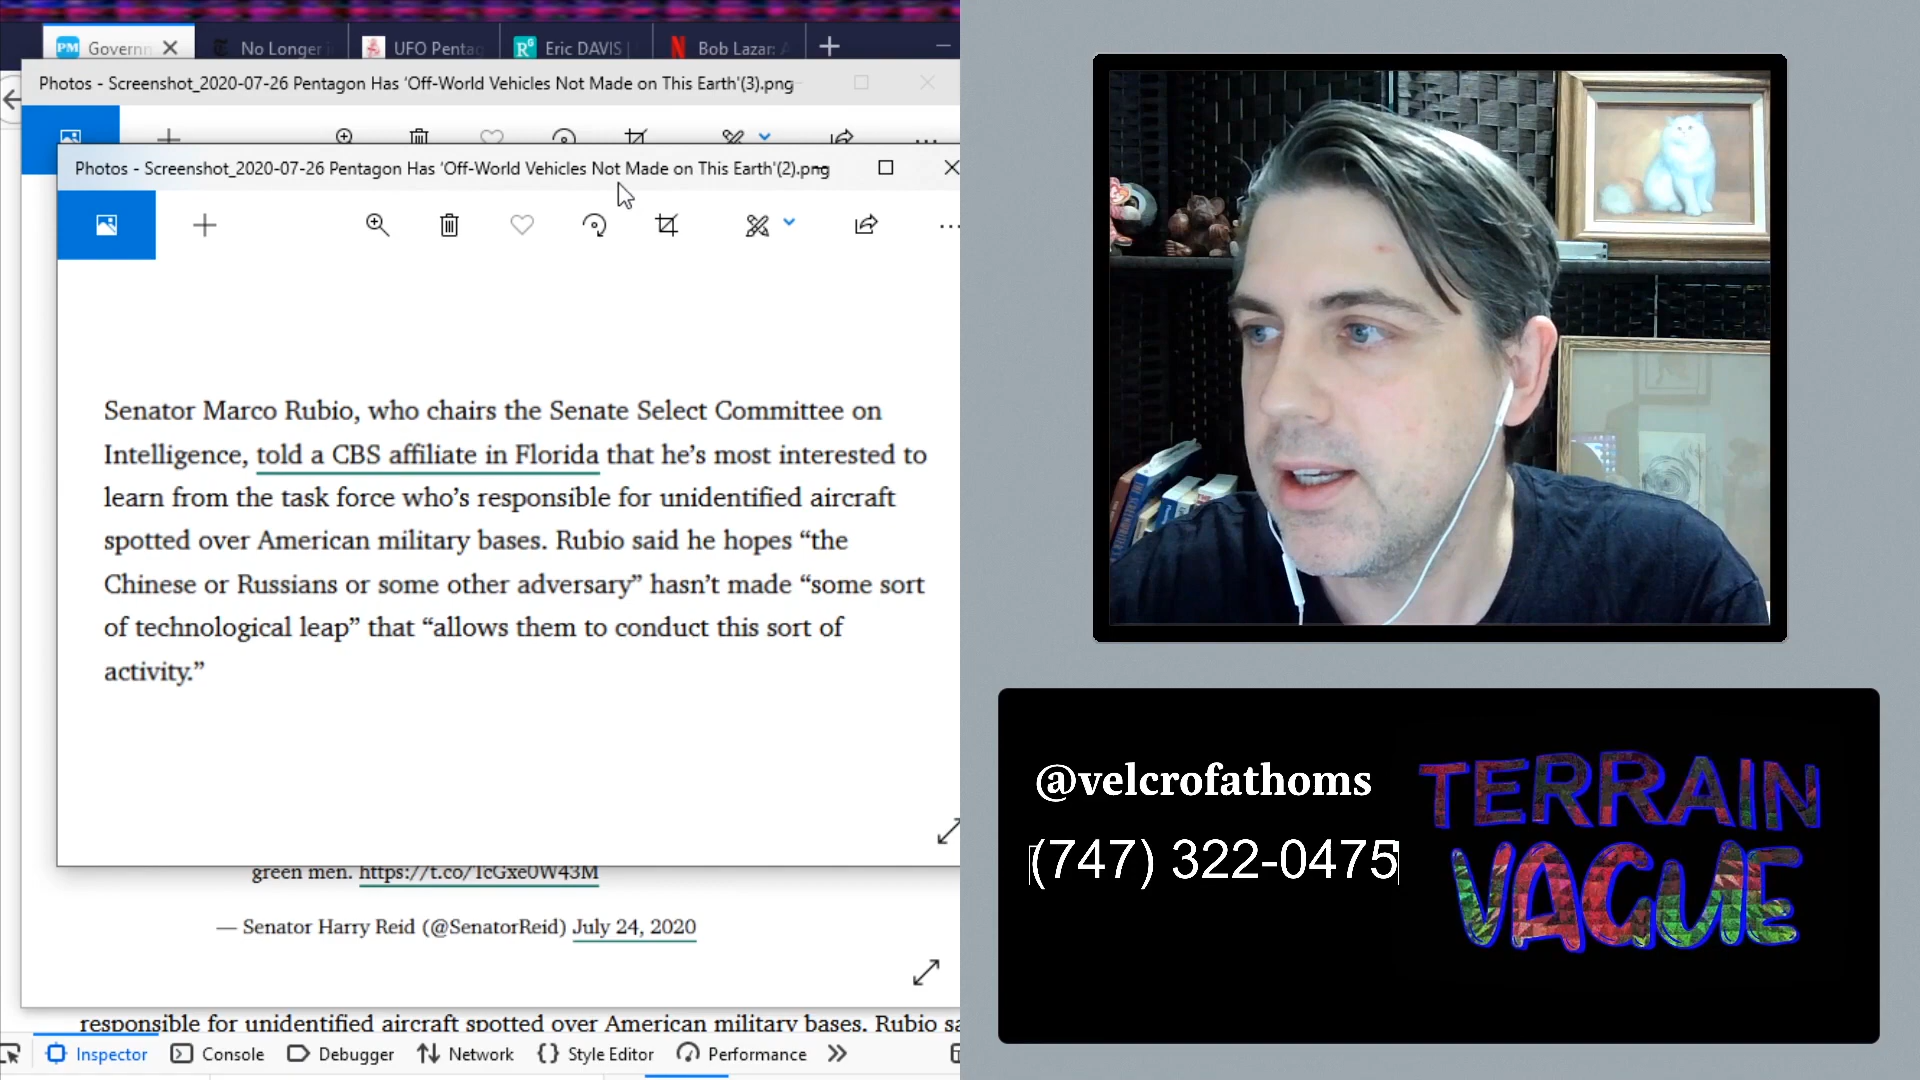 PM Governm
No Longer i
UFO Pentag
Eric DAVIS |
Bob Lazar: A
Photos - Screenshot_2020-07-26 Pentagon Has ‘Off-World Vehicles Not Made on This Earth'(3).png
Photos - Screenshot_2020-07-26 Pentagon Has ‘Off-World Vehicles Not Made on This Earth'(2).png
Senator Marco Rubio, who chairs the Senate Select Committee on
Intelligence, told a CBS affiliate in Florida that he’s most interested to
learn from the task force who’s responsible for unidentified aircraft
spotted over American military bases. Rubio said he hopes “the
Chinese or Russians or some other adversary” hasn’t made “some sort
of technological leap” that “allows them to conduct this sort of
activity.”
green men. https://t.co/TcGxe0W43M
— Senator Harry Reid (@SenatorReid) July 24, 2020
responsible for unidentified aircraft spotted over American military bases. Rubio sa
Inspector
Console
Debugger
Network
Style Editor
Performance
@velcrofathoms
(747) 322-0475
TERRAIN
VAGUE